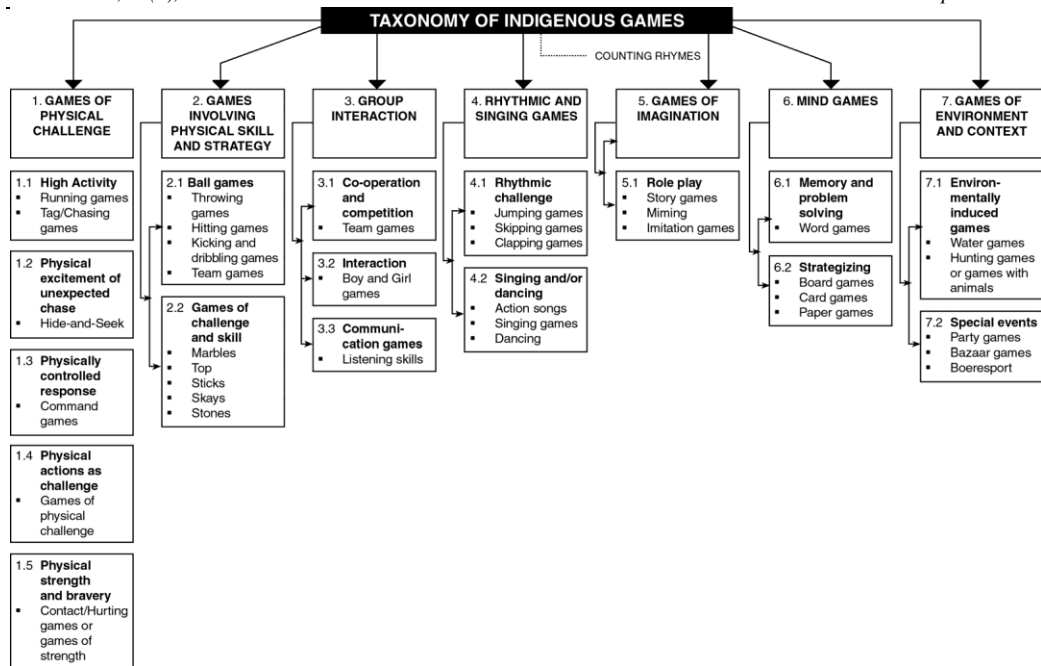 TAXONOMY OF INDIGENOUS GAMES
COUNTING RHYMES
1. GAMES OF
PHYSICAL
CHALLENGE
1.1 High Activity
▪ Running games
▪ Tag/Chasing
games
1.2 Physical
excitement of
unexpected
chase
▪ Hide-and-Seek
1.3 Physically
controlled
response
▪ Command
games
1.4 Physical
actions as
challenge
▪ Games of
physical
challenge
1.5 Physical
strength
and bravery
▪ Contact/Hurting
games or
games of
strength
2. GAMES
INVOLVING
PHYSICAL SKILL
AND STRATEGY
2.1 Ball games
▪ Throwing
games
▪ Hitting games
▪ Kicking and
dribbling games
▪ Team games
2.2 Games of
challenge
and skill
▪ Marbles
▪ Top
▪ Sticks
▪ Skays
▪ Stones
3. GROUP
INTERACTION
3.1 Co-operation
and
competition
▪ Team games
3.2 Interaction
▪ Boy and Girl
games
3.3 Communi-
cation games
▪ Listening skills
4. RHYTHMIC AND
SINGING GAMES
4.1 Rhythmic
challenge
▪ Jumping games
▪ Skipping games
▪ Clapping games
4.2 Singing and/or
dancing
▪ Action songs
▪ Singing games
▪ Dancing
5. GAMES OF
IMAGINATION
5.1 Role play
▪ Story games
▪ Miming
▪ Imitation games
6. MIND GAMES
6.1 Memory and
problem
solving
▪ Word games
6.2 Strategizing
▪ Board games
▪ Card games
▪ Paper games
7. GAMES OF
ENVIRONMENT
AND CONTEXT
7.1 Environ-
mentally
induced
games
▪ Water games
▪ Hunting games
or games with
animals
7.2 Special events
▪ Party games
▪ Bazaar games
▪ Boeresport